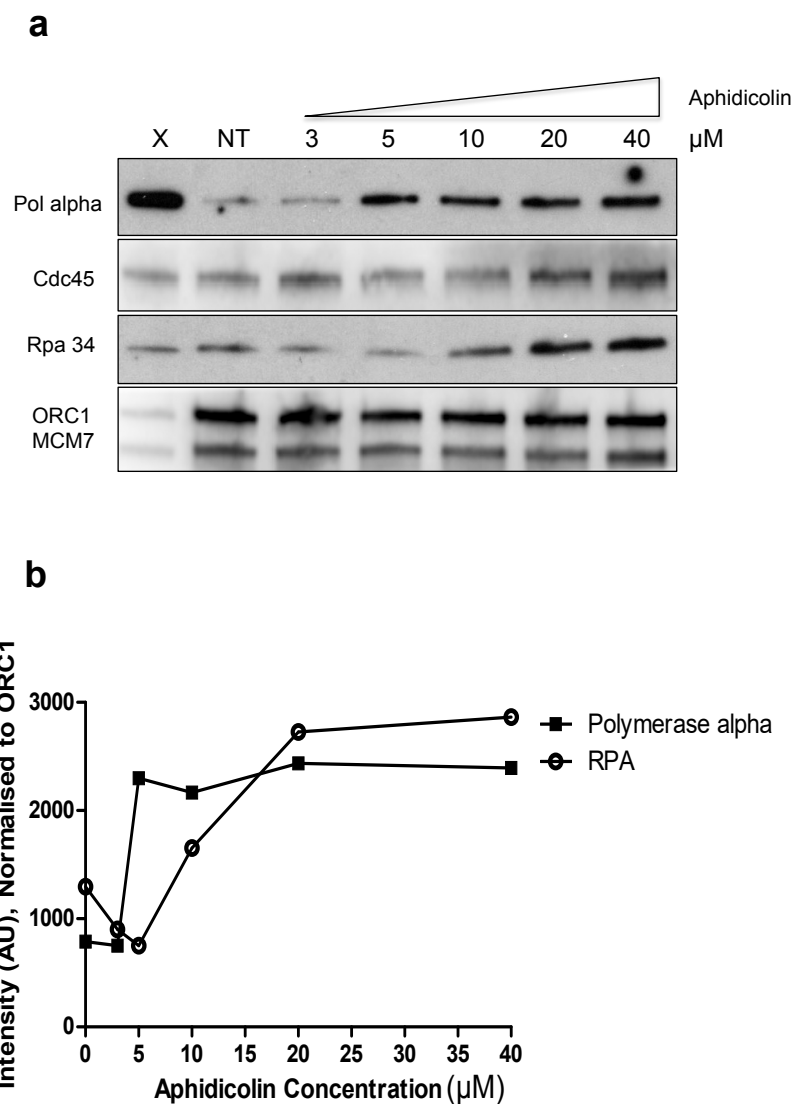 a
Aphidicolin
X NT 3 5 10 20 40 µM
Pol alpha
Cdc45
Rpa 34
ORC1
MCM7
b
Intensity (AU), Normalised to ORC1
3000
2000
1000
0
0 5 10 15 20 25 30 35 40
Aphidicolin Concentration (µM)
Polymerase alpha
RPA